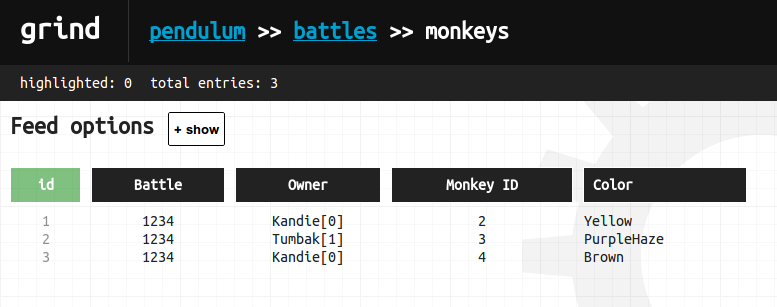 grind pendulum >> battles >> monkeys
highlighted: 0 total entries: 3
Feed options + show
id Battle Owner Monkey ID Color
1 1234 Kandie[0] 2 Yellow
2 1234 Tumbak[1] 3 PurpleHaze
3 1234 Kandie[0] 4 Brown